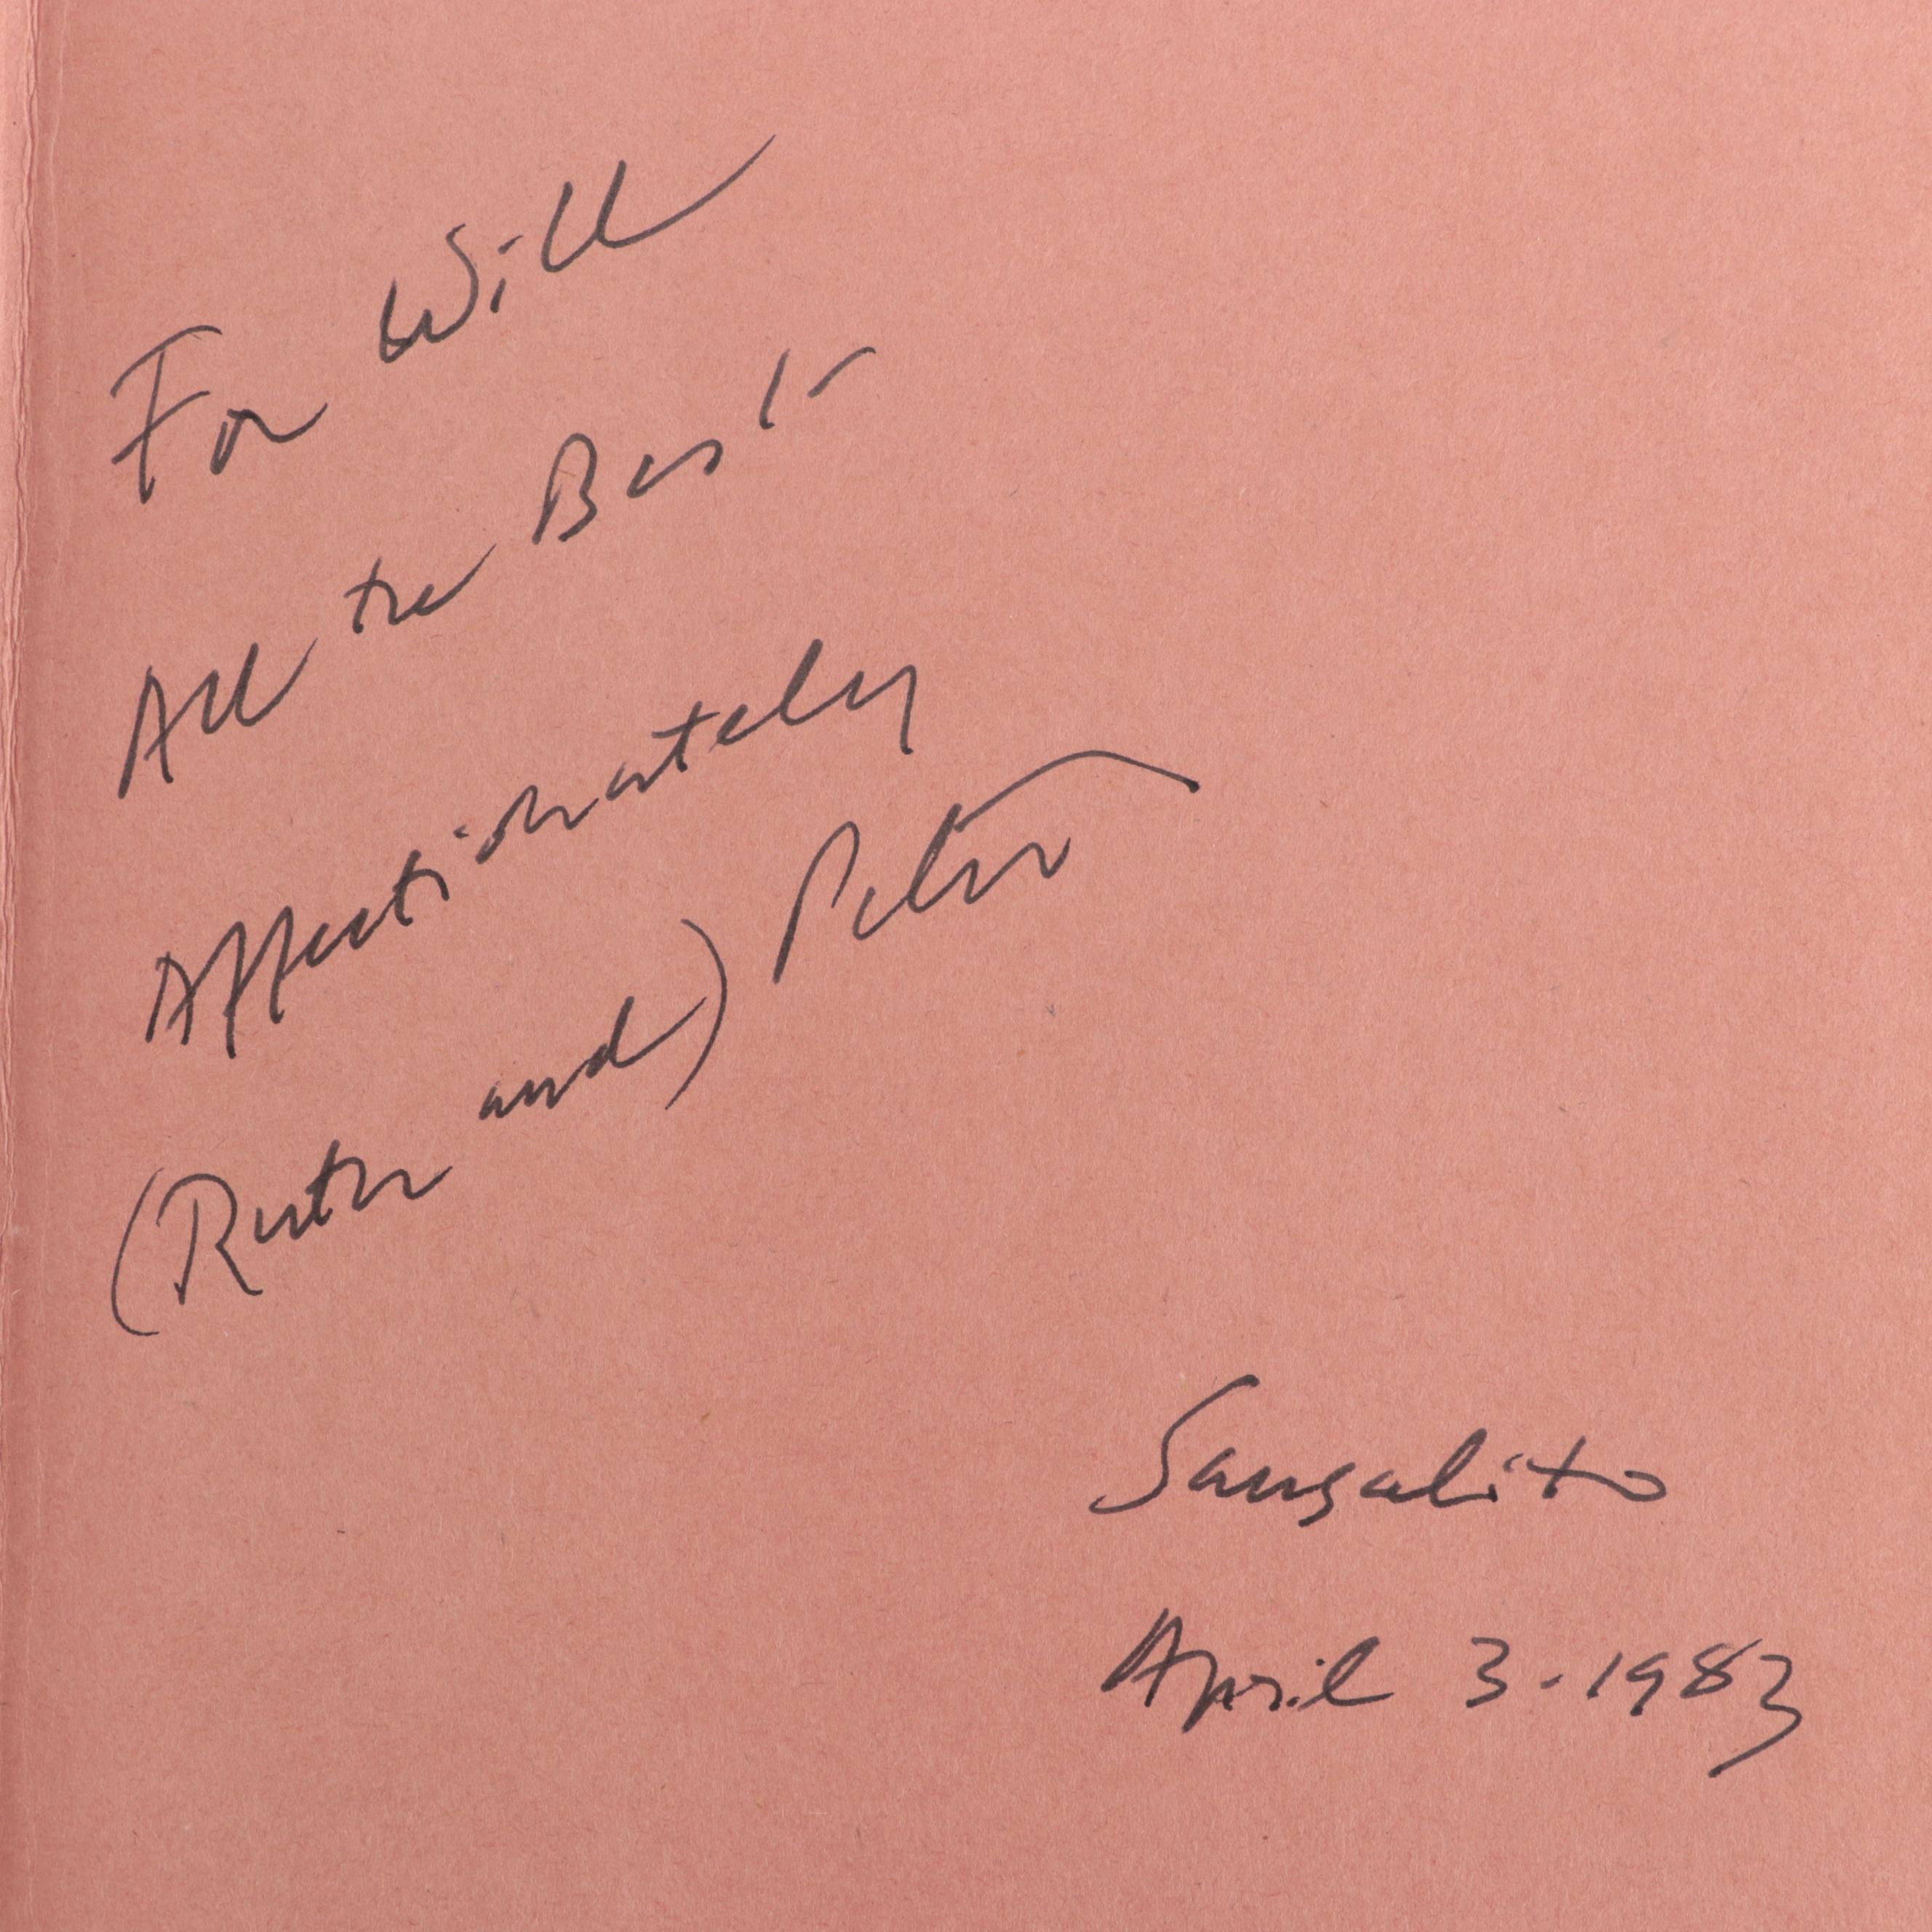 For Will
All the Best
Affectionately
(Ruth and) Peter
Sausalito
April 3. 1983